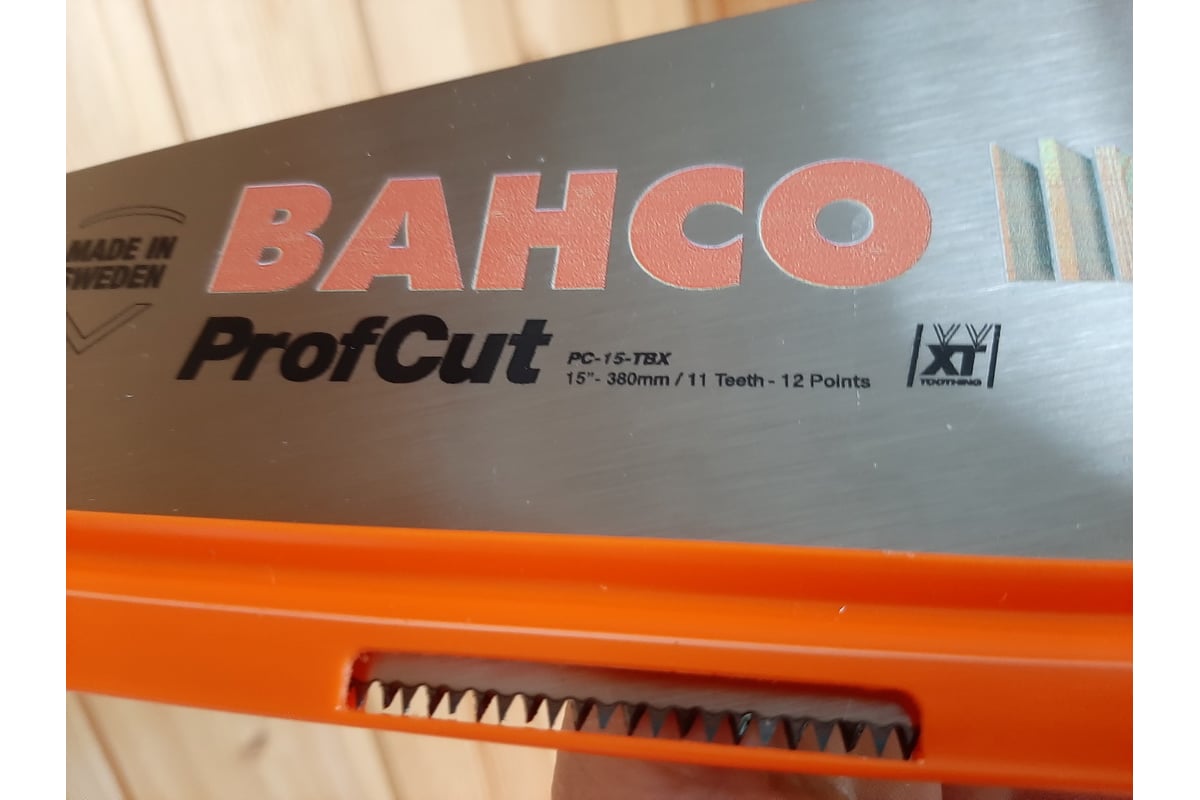 MADE IN
SWEDEN
BAHCO
ProfCut
PC-15-TBX
15"- 380mm / 11 Teeth - 12 Points
XT
TOOTHING